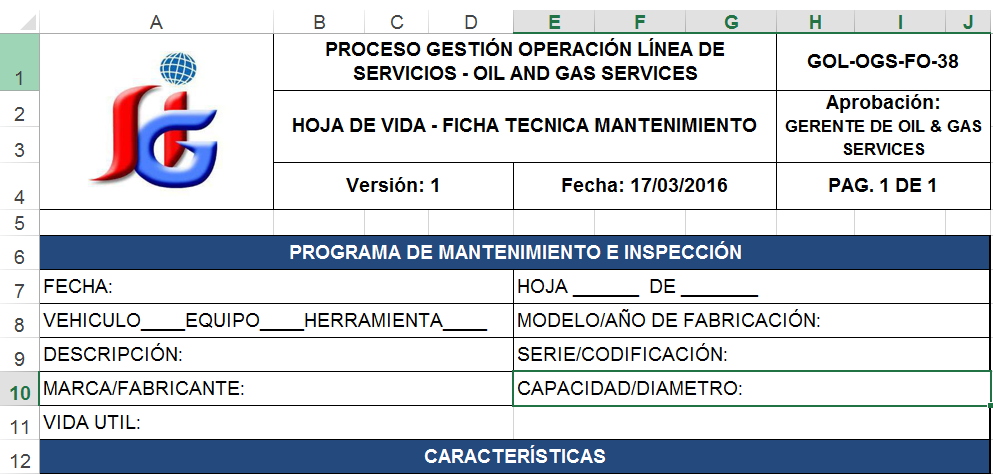 A B C D E F G H I J
1
PROCESO GESTIÓN OPERACIÓN LÍNEA DE
SERVICIOS - OIL AND GAS SERVICES
GOL-OGS-FO-38
SIG
2
HOJA DE VIDA - FICHA TECNICA MANTENIMIENTO
Aprobación:
GERENTE DE OIL & GAS
SERVICES
3
4
Versión: 1
Fecha: 17/03/2016
PAG. 1 DE 1
5
6
PROGRAMA DE MANTENIMIENTO E INSPECCIÓN
7
FECHA:
HOJA ______ DE _______
8
VEHICULO____EQUIPO____HERRAMIENTA____
MODELO/AÑO DE FABRICACIÓN:
9
DESCRIPCIÓN:
SERIE/CODIFICACIÓN:
10
MARCA/FABRICANTE:
CAPACIDAD/DIAMETRO:
11
VIDA UTIL:
12
CARACTERÍSTICAS